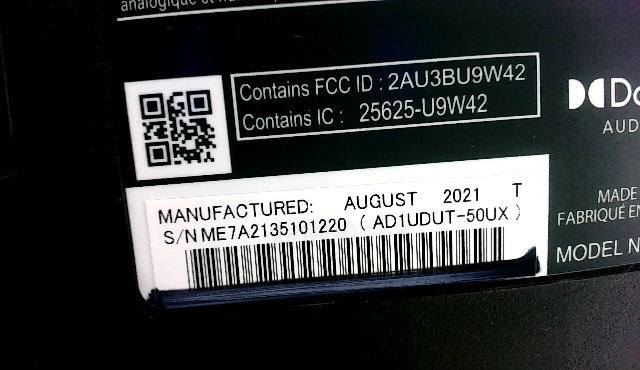 analogique et
Contains FCC ID : 2AU3BU9W42
Contains IC : 25625-U9W42
AUD
MANUFACTURED: AUGUST 2021 T
S/N ME7A2135101220 ( AD1UDUT-50UX )
MADE
FABRIQUÉ EN
MODEL N